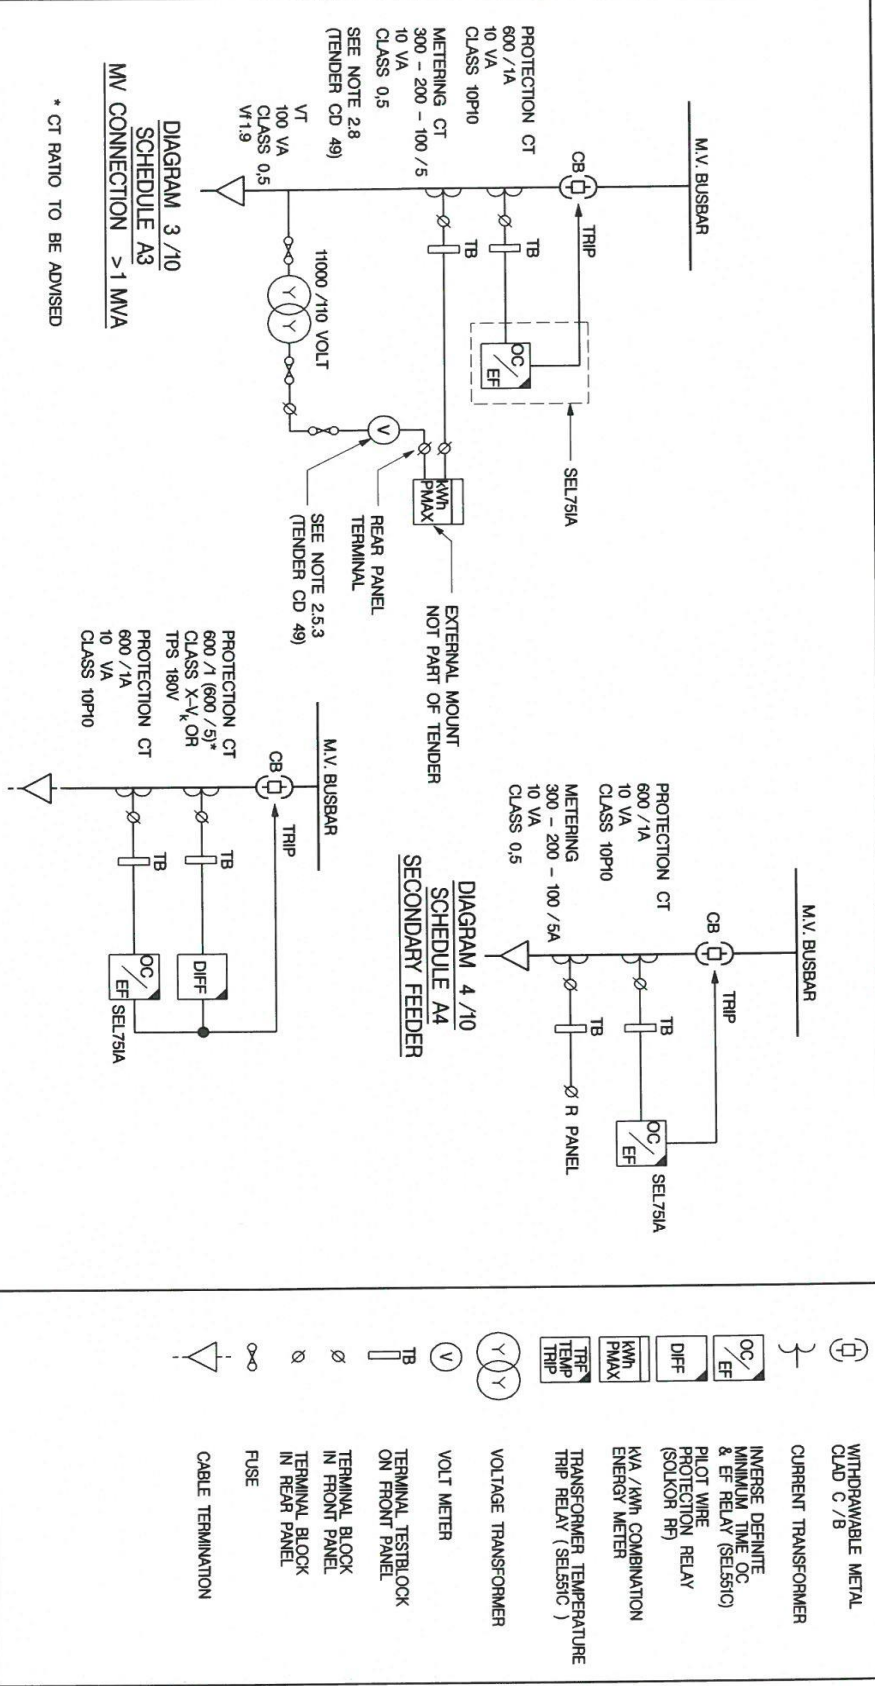 M.V. BUSBAR
CB
TRIP
PROTECTION CT
600 /1A
10 VA
CLASS 10P10
TB
OC/
EF
SEL751A
METERING CT
300 - 200 - 100 /5
10 VA
CLASS 0,5
TB
kWh
PMAX
EXTERNAL MOUNT
NOT PART OF TENDER
SEE NOTE 2.8
(TENDER CD 49)
REAR PANEL
TERMINAL
V
SEE NOTE 2.5.3
(TENDER CD 49)
VT
100 VA
CLASS 0,5
Vf 1.9
11000 /110 VOLT
Y
Y
DIAGRAM 3 /10
SCHEDULE A3
MV CONNECTION >1 MVA
* CT RATIO TO BE ADVISED
M.V. BUSBAR
CB
TRIP
PROTECTION CT
600 /1A
10 VA
CLASS 10P10
TB
OC/
EF
SEL751A
METERING
300 - 200 - 100 /5A
10 VA
CLASS 0,5
TB
R PANEL
DIAGRAM 4 /10
SCHEDULE A4
SECONDARY FEEDER
M.V. BUSBAR
CB
TRIP
PROTECTION CT
600 /1 (600 /5)*
CLASS X-Vk OR
TPS 180V
TB
DIFF
PROTECTION CT
600 /1A
10 VA
CLASS 10P10
TB
OC/
EF
SEL751A
WITHDRAWABLE METAL
CLAD C /B
CURRENT TRANSFORMER
OC/
EF
INVERSE DEFINITE
MINIMUM TIME OC
& EF RELAY (SEL551C)
DIFF
PILOT WIRE
PROTECTION RELAY
(SOLKOR RF)
kWh
PMAX
kVA /kWh COMBINATION
ENERGY METER
TRF
TEMP
TRIP
TRANSFORMER TEMPERATURE
TRIP RELAY ( SEL551C )
Y
Y
VOLTAGE TRANSFORMER
V
VOLT METER
TB
TERMINAL TESTBLOCK
ON FRONT PANEL
TERMINAL BLOCK
IN FRONT PANEL
TERMINAL BLOCK
IN REAR PANEL
FUSE
CABLE TERMINATION